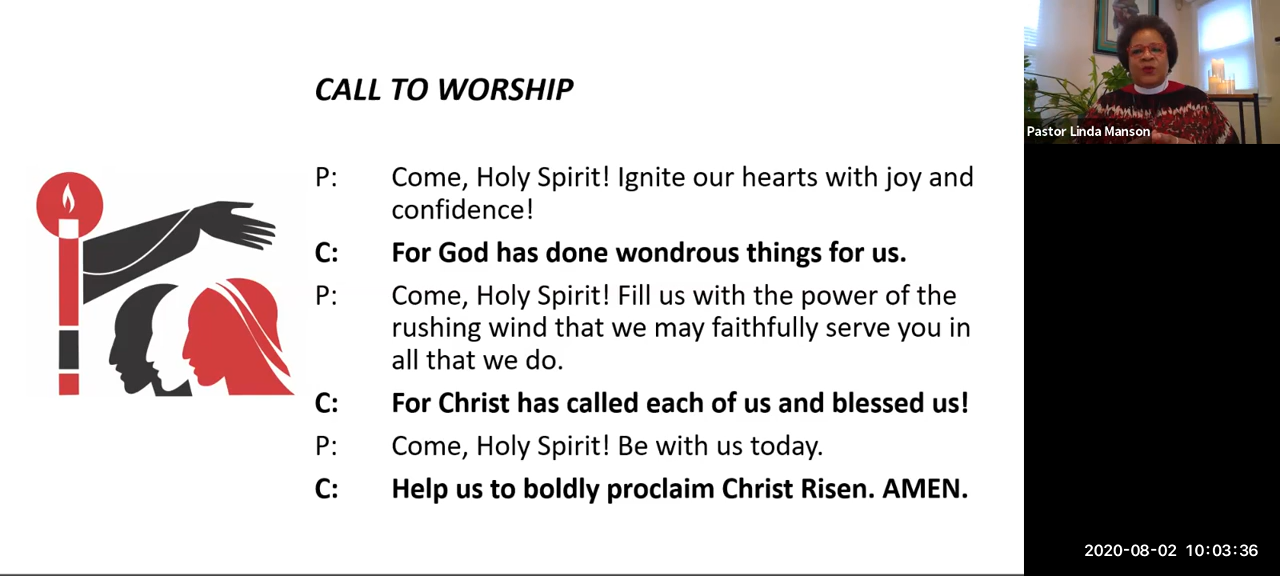 CALL TO WORSHIP
P: Come, Holy Spirit! Ignite our hearts with joy and
confidence!
C: For God has done wondrous things for us.
P: Come, Holy Spirit! Fill us with the power of the
rushing wind that we may faithfully serve you in
all that we do.
C: For Christ has called each of us and blessed us!
P: Come, Holy Spirit! Be with us today.
C: Help us to boldly proclaim Christ Risen. AMEN.
Pastor Linda Manson
2020-08-02 10:03:36